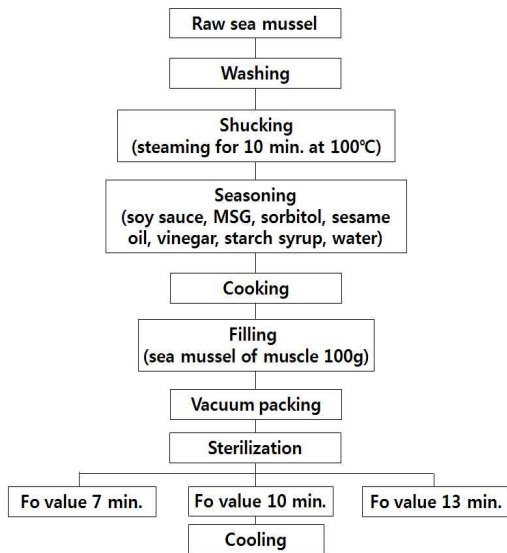 Raw sea mussel
Washing
Shucking
(steaming for 10 min. at 100℃)
Seasoning
(soy sauce, MSG, sorbitol, sesame
oil, vinegar, starch syrup, water)
Cooking
Filling
(sea mussel of muscle 100g)
Vacuum packing
Sterilization
Fo value 7 min.
Fo value 10 min.
Fo value 13 min.
Cooling